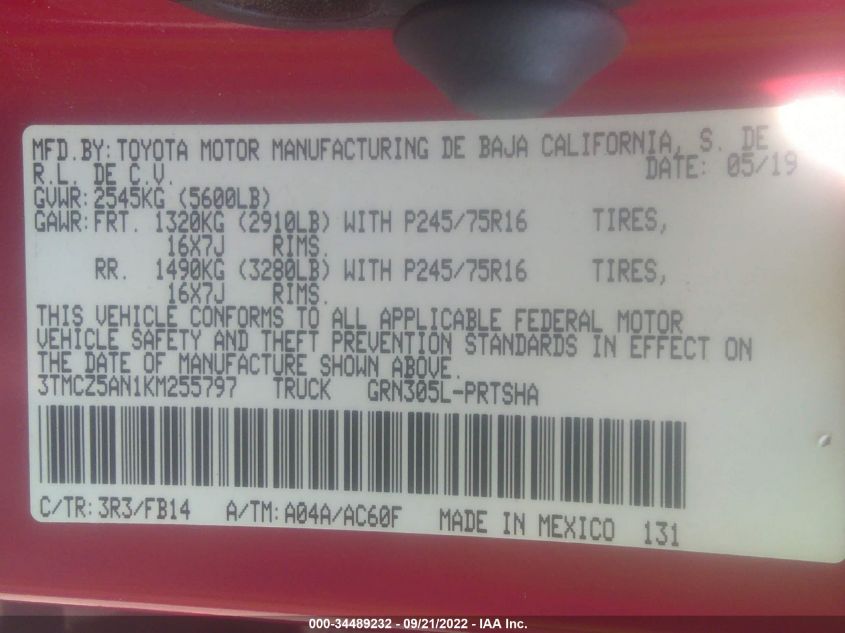 MFD.BY: TOYOTA MOTOR MANUFACTURING DE BAJA CALIFORNIA, S. DE
R.L. DE C.V. DATE: 05/19
GVWR: 2545KG (5600LB)
GAWR: FRT. 1320KG (2910LB) WITH P245/75R16 TIRES,
16X7J RIMS.
RR. 1490KG (3280LB) WITH P245/75R16 TIRES,
16X7J RIMS.
THIS VEHICLE CONFORMS TO ALL APPLICABLE FEDERAL MOTOR
VEHICLE SAFETY AND THEFT PREVENTION STANDARDS IN EFFECT ON
THE DATE OF MANUFACTURE SHOWN ABOVE.
3TMCZ5AN1KM255797 TRUCK GRN305L-PRTSHA
C/TR: 3R3/FB14 A/TM: A04A/AC60F MADE IN MEXICO 131
000-34489232 - 09/21/2022 - IAA Inc.